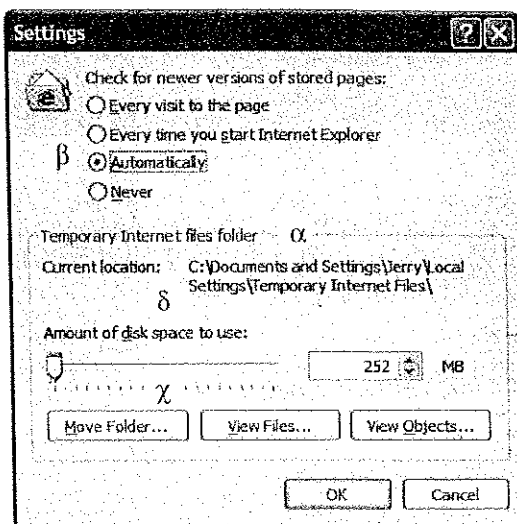 Settings
Check for newer versions of stored pages:
Every visit to the page
Every time you start Internet Explorer
β Automatically
Never
Temporary Internet files folder α
Current location: C:\Documents and Settings\Jerry\Local
Settings\Temporary Internet Files\
δ
Amount of disk space to use:
252 MB
χ
Move Folder... View Files... View Objects...
OK Cancel